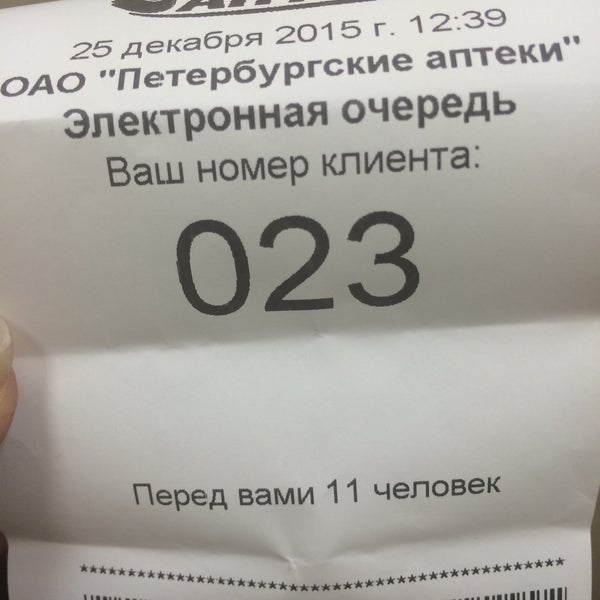 25 декабря 2015 г. 12:39
ОАО "Петербургские аптеки"
Электронная очередь
Ваш номер клиента:
023
Перед вами 11 человек
******************************************************